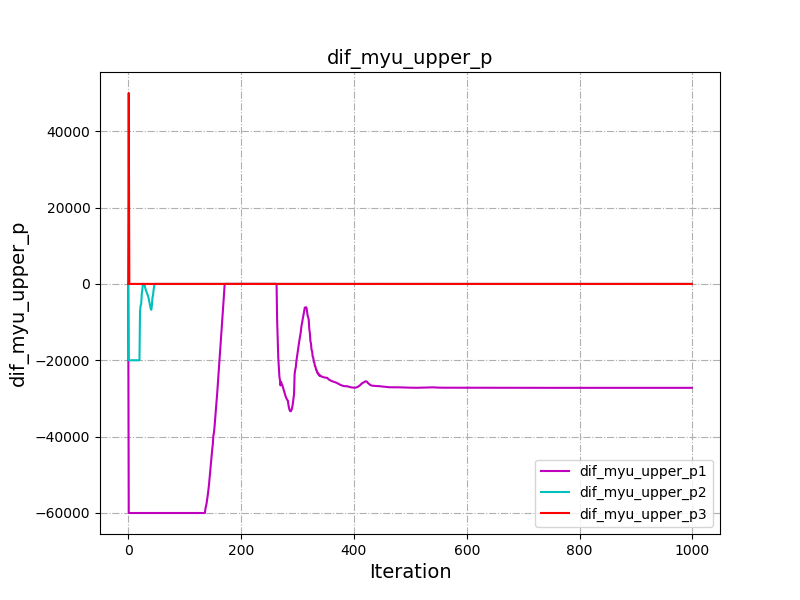 dif_myu_upper_p
dif_myu_upper_p
40000
20000
0
−20000
−40000
−60000
0 200 400 600 800 1000
Iteration
dif_myu_upper_p1
dif_myu_upper_p2
dif_myu_upper_p3